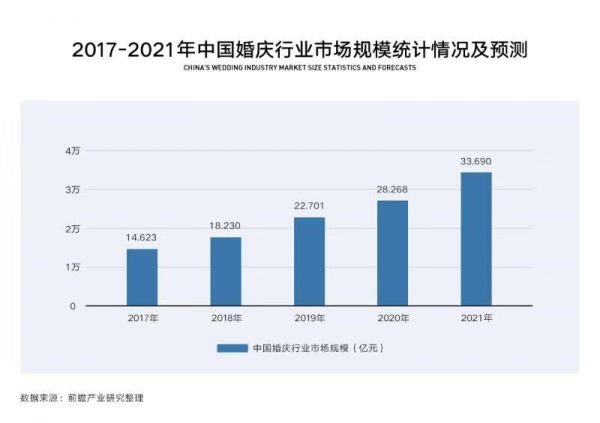 2017-2021年中国婚庆行业市场规模统计情况及预测
CHINA'S WEDDING INDUSTRY MARKET SIZE STATISTICS AND FORECASTS
4万
33.690
3万
28.268
22.701
2万
18.230
14.623
1万
0
2017年 2018年 2019年 2020年 2021年
中国婚庆行业市场规模（亿元）
数据来源：前瞻产业研究整理